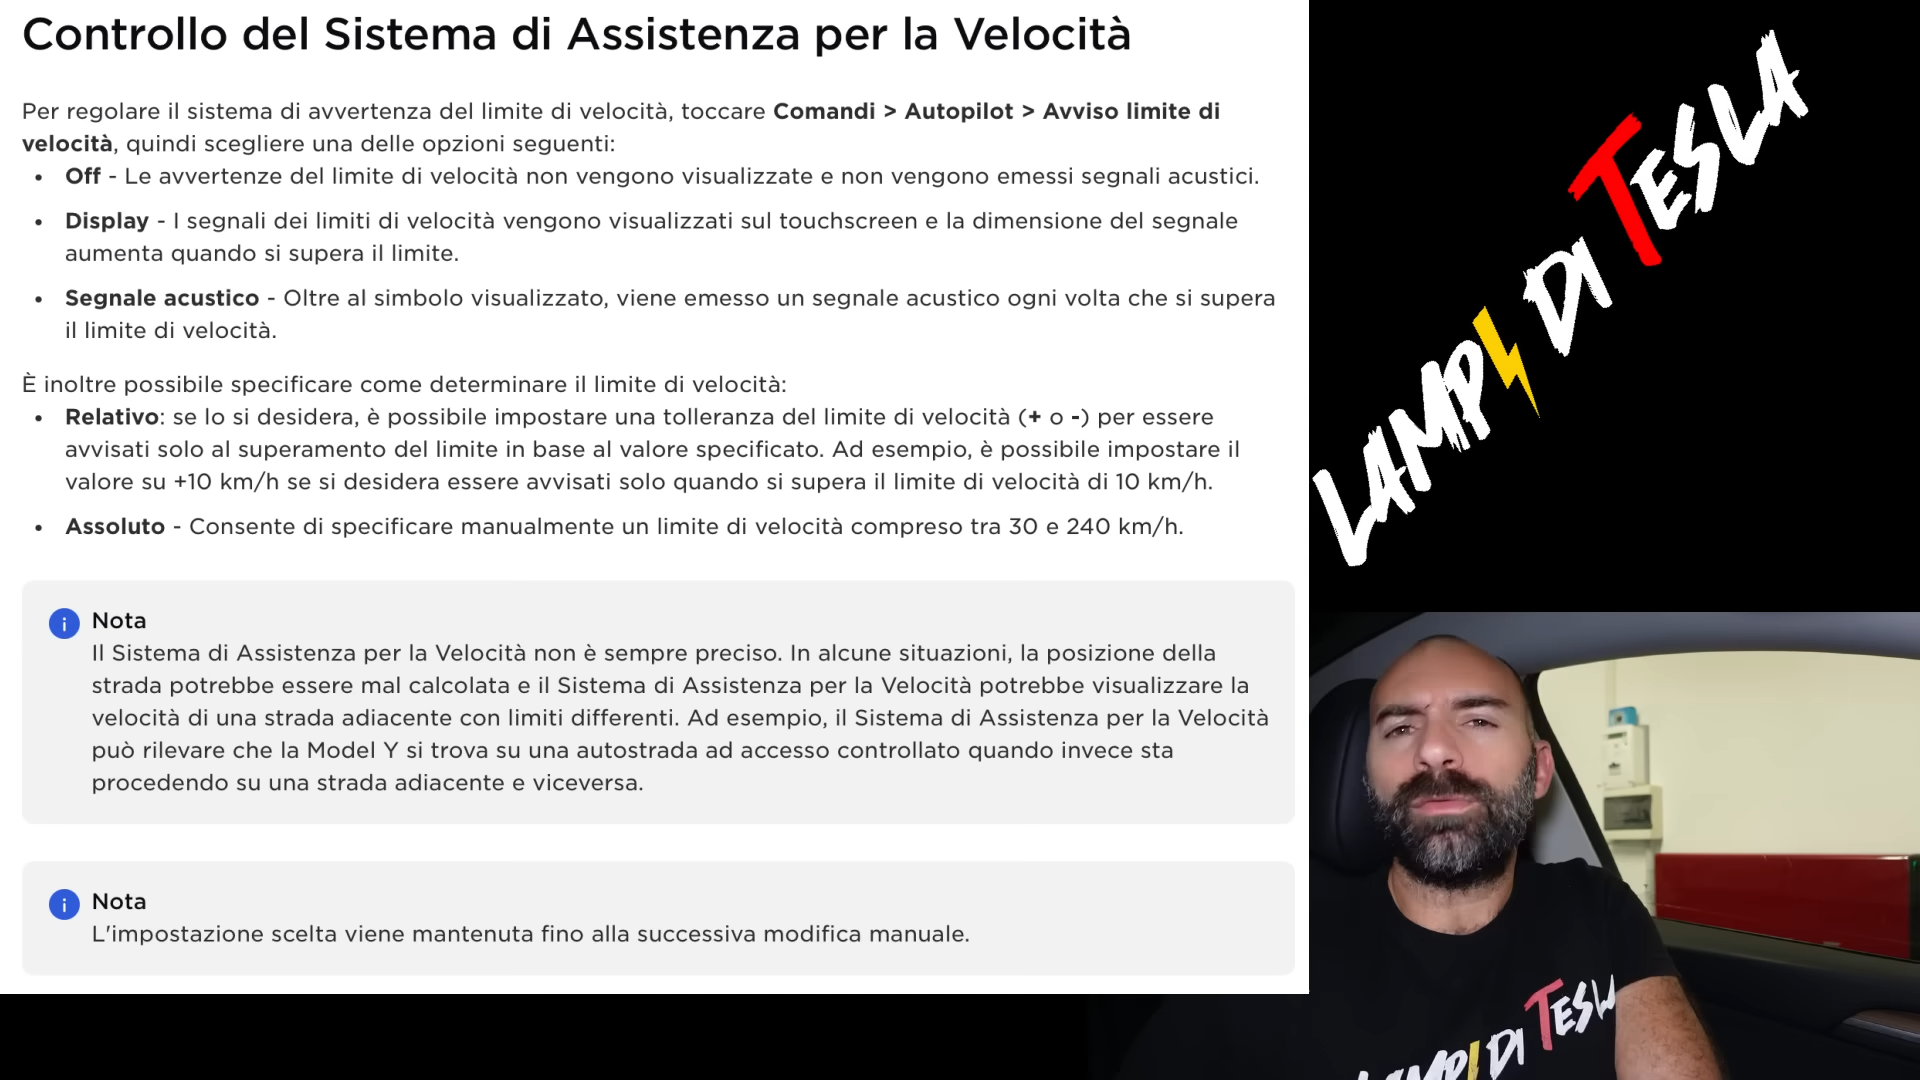 Controllo del Sistema di Assistenza per la Velocità
Per regolare il sistema di avvertenza del limite di velocità, toccare Comandi > Autopilot > Avviso limite di
velocità, quindi scegliere una delle opzioni seguenti:
• Off - Le avvertenze del limite di velocità non vengono visualizzate e non vengono emessi segnali acustici.
• Display - I segnali dei limiti di velocità vengono visualizzati sul touchscreen e la dimensione del segnale
aumenta quando si supera il limite.
• Segnale acustico - Oltre al simbolo visualizzato, viene emesso un segnale acustico ogni volta che si supera
il limite di velocità.
È inoltre possibile specificare come determinare il limite di velocità:
• Relativo: se lo si desidera, è possibile impostare una tolleranza del limite di velocità (+ o -) per essere
avvisati solo al superamento del limite in base al valore specificato. Ad esempio, è possibile impostare il
valore su +10 km/h se si desidera essere avvisati solo quando si supera il limite di velocità di 10 km/h.
• Assoluto - Consente di specificare manualmente un limite di velocità compreso tra 30 e 240 km/h.
Nota
Il Sistema di Assistenza per la Velocità non è sempre preciso. In alcune situazioni, la posizione della
strada potrebbe essere mal calcolata e il Sistema di Assistenza per la Velocità potrebbe visualizzare la
velocità di una strada adiacente con limiti differenti. Ad esempio, il Sistema di Assistenza per la Velocità
può rilevare che la Model Y si trova su una autostrada ad accesso controllato quando invece sta
procedendo su una strada adiacente e viceversa.
Nota
L'impostazione scelta viene mantenuta fino alla successiva modifica manuale.
LAMPI DI TESLA
LAMPI DI TESLA